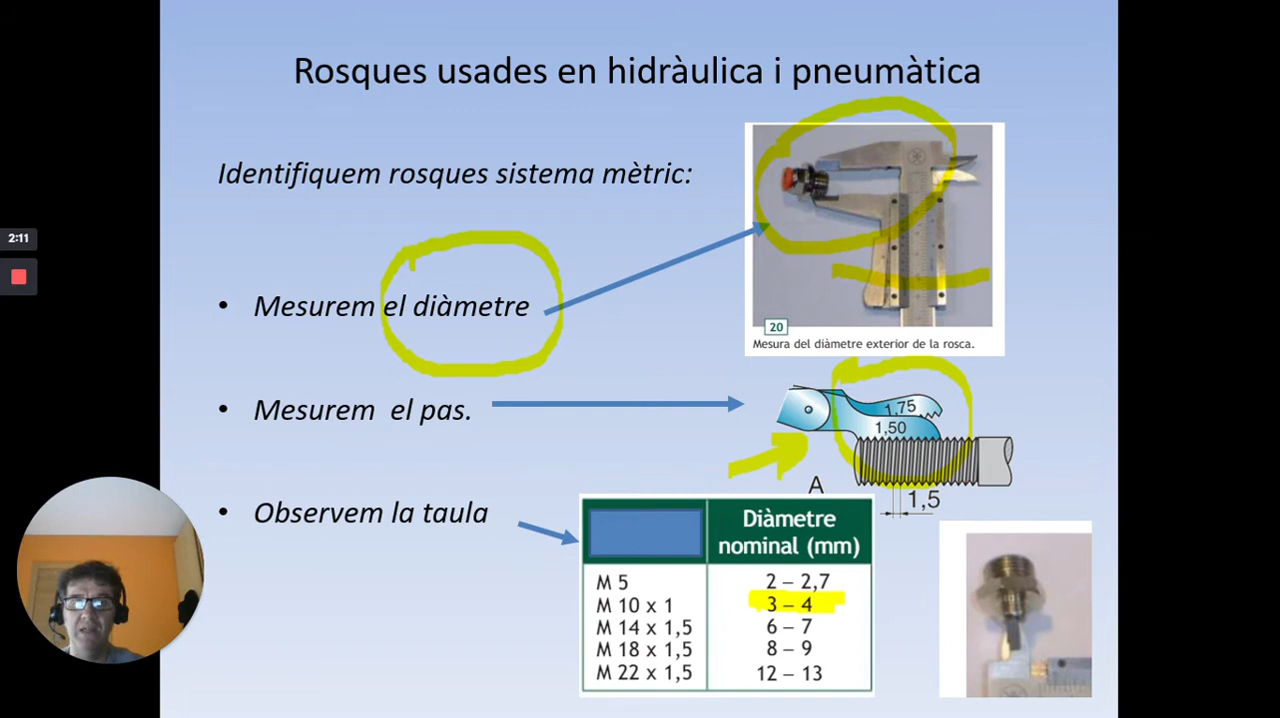 Rosques usades en hidràulica i pneumàtica
Identifiquem rosques sistema mètric:
2:11
• Mesurem el diàmetre
20
Mesura del diàmetre exterior de la rosca.
• Mesurem el pas.
1,75
1,50
A
1,5
• Observem la taula
Diàmetre
nominal (mm)
M 5 2 – 2,7
M 10 x 1 3 – 4
M 14 x 1,5 6 – 7
M 18 x 1,5 8 – 9
M 22 x 1,5 12 – 13